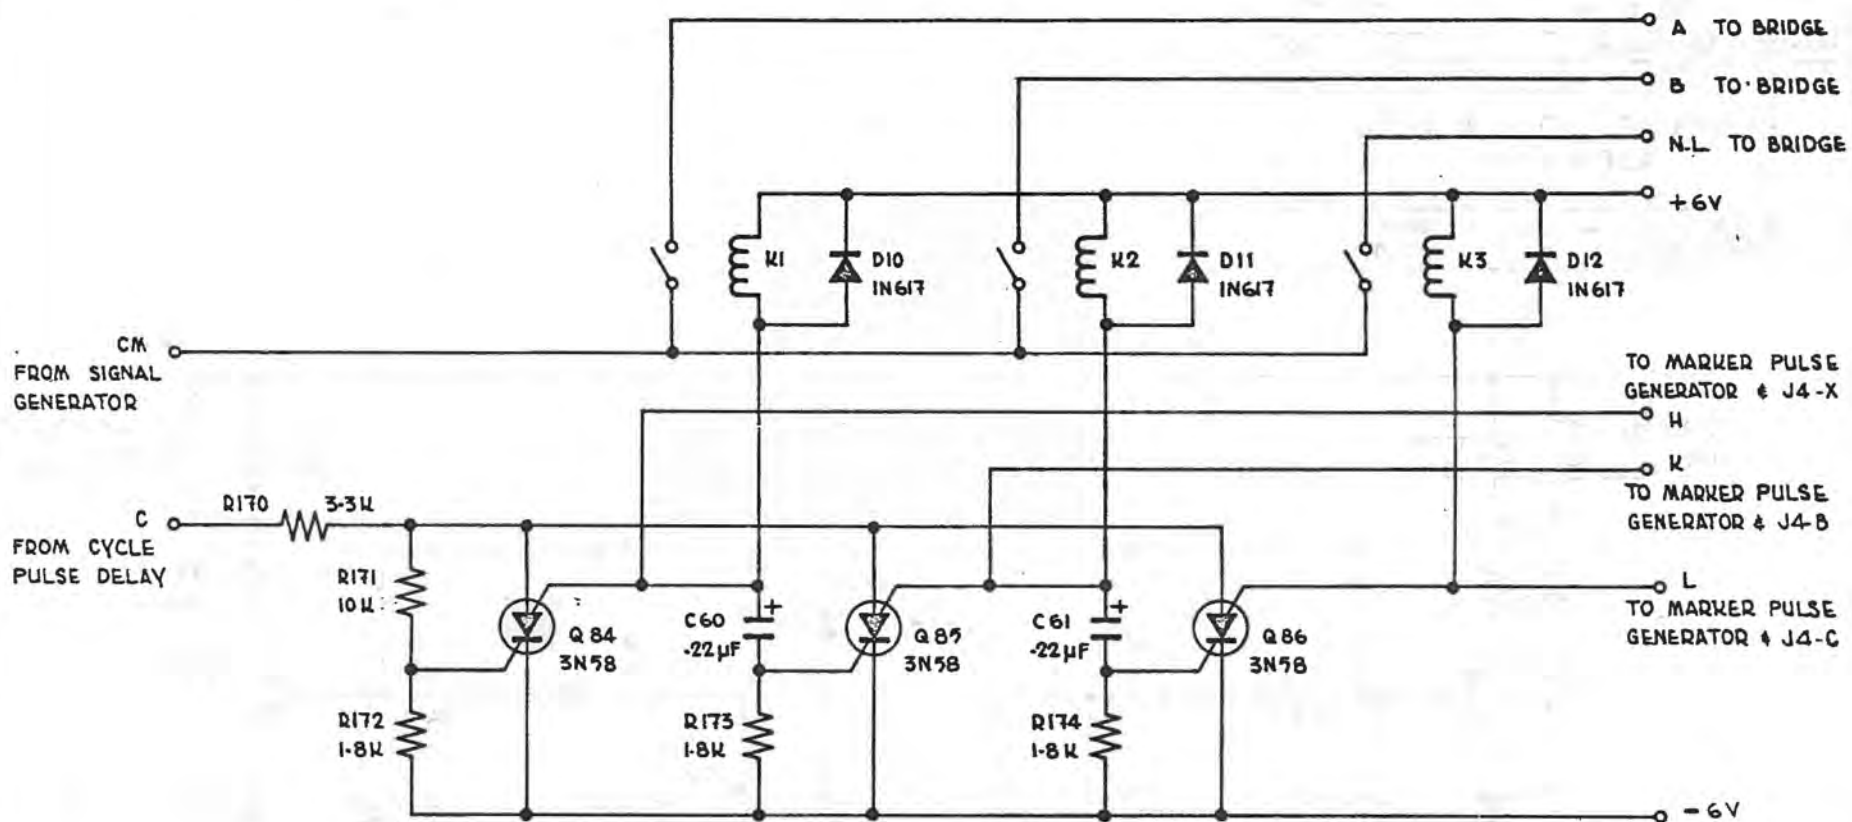 A TO BRIDGE
B TO BRIDGE
N.L TO BRIDGE
+6V
K1
D10
1N617
K2
D11
1N617
K3
D12
1N617
CM
FROM SIGNAL
GENERATOR
TO MARKER PULSE
GENERATOR & J4-X
H
K
TO MARKER PULSE
GENERATOR & J4-B
C
R170 3.3K
FROM CYCLE
PULSE DELAY
R171
10K
Q84
3N58
C60
.22µF
+
Q85
3N58
C61
.22µF
+
Q86
3N58
L
TO MARKER PULSE
GENERATOR & J4-C
R172
1.8K
R173
1.8K
R174
1.8K
-6V